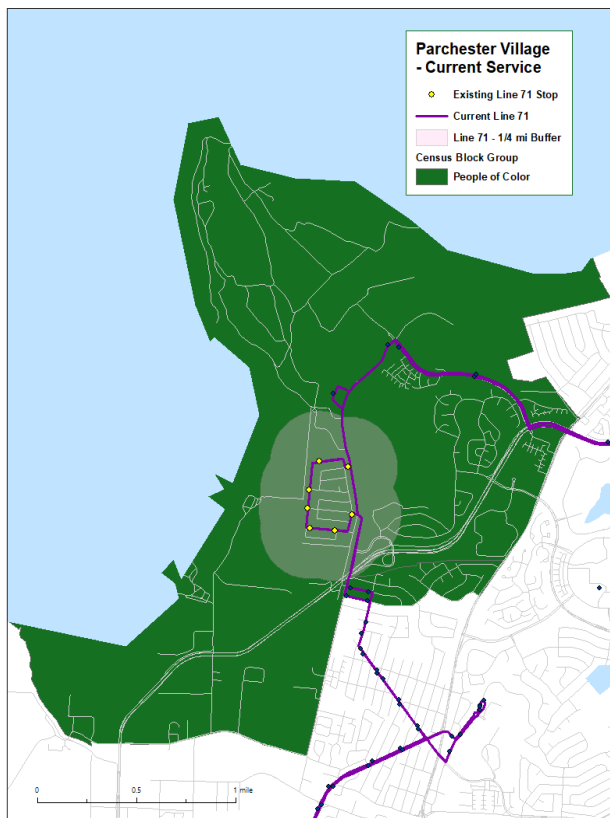 Parchester Village
- Current Service
Existing Line 71 Stop
Current Line 71
Line 71 - 1/4 mi Buffer
Census Block Group
People of Color
0 0.5 1 mile